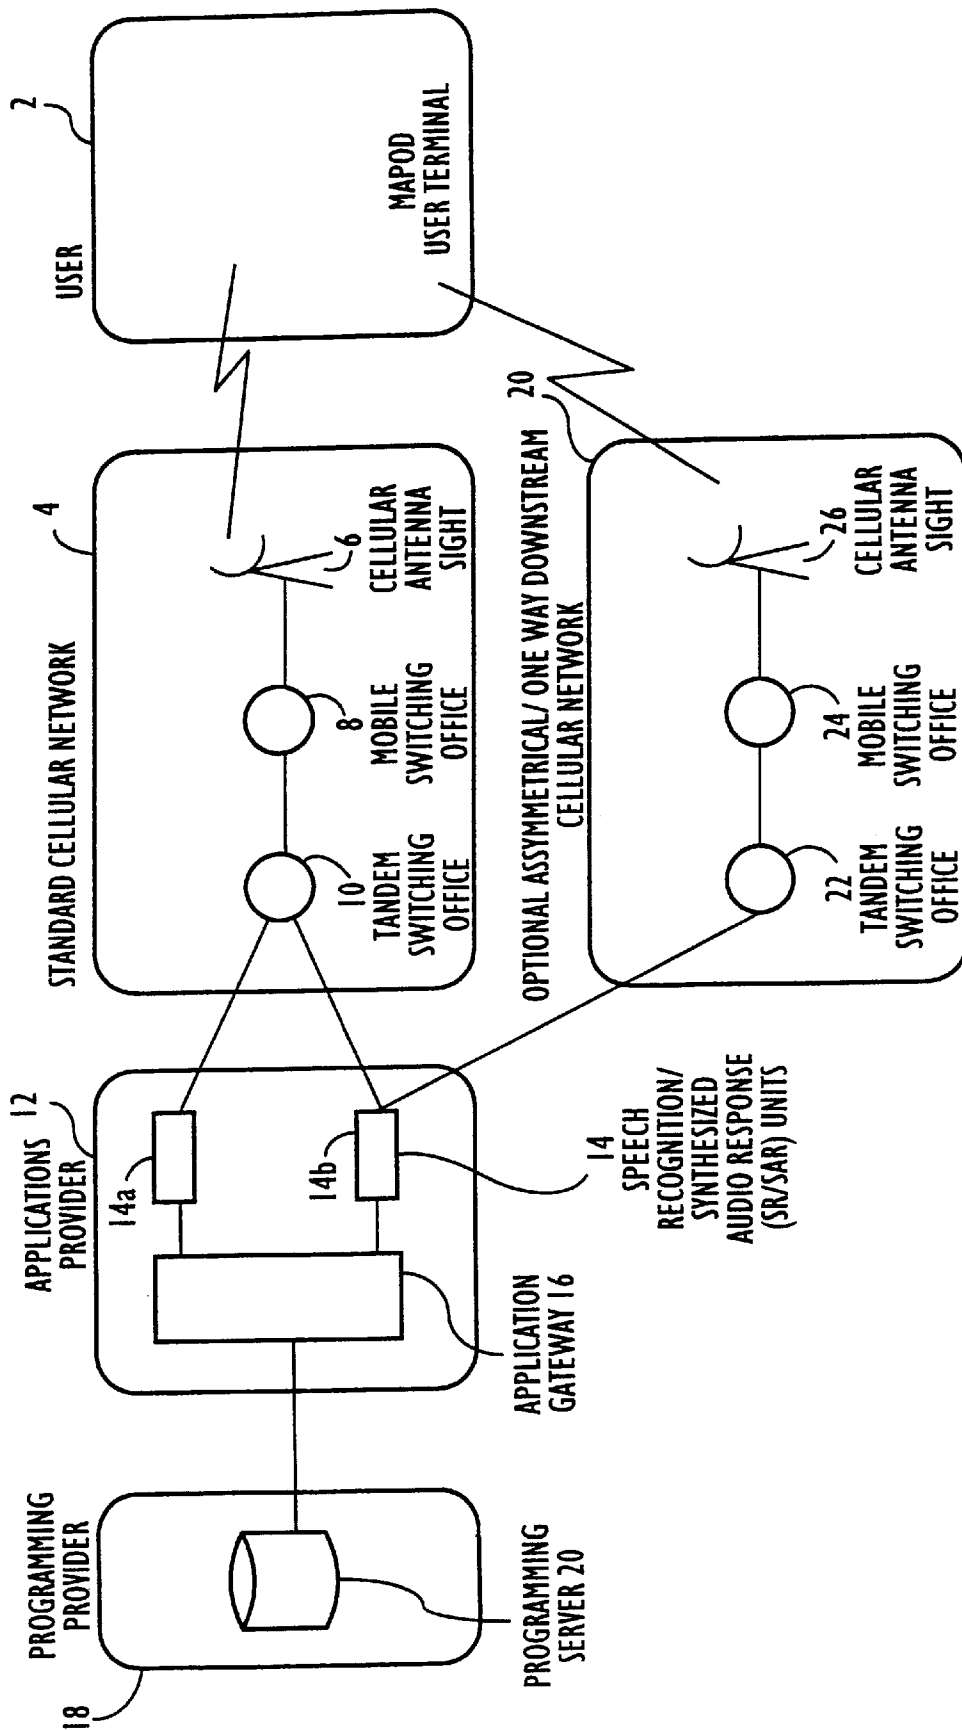 PROGRAMMING
PROVIDER
18
PROGRAMMING
SERVER 20
APPLICATIONS
PROVIDER
12
14a
14b
APPLICATION
GATEWAY 16
14
SPEECH
RECOGNITION/
SYNTHESIZED
AUDIO RESPONSE
(SR/SAR) UNITS
STANDARD CELLULAR NETWORK
4
10
TANDEM
SWITCHING
OFFICE
8
MOBILE
SWITCHING
OFFICE
6
CELLULAR
ANTENNA
SIGHT
OPTIONAL ASSYMETRICAL/ ONE WAY DOWNSTREAM
CELLULAR NETWORK
20
22
TANDEM
SWITCHING
OFFICE
24
MOBILE
SWITCHING
OFFICE
26
CELLULAR
ANTENNA
SIGHT
USER
2
MAPOD
USER TERMINAL